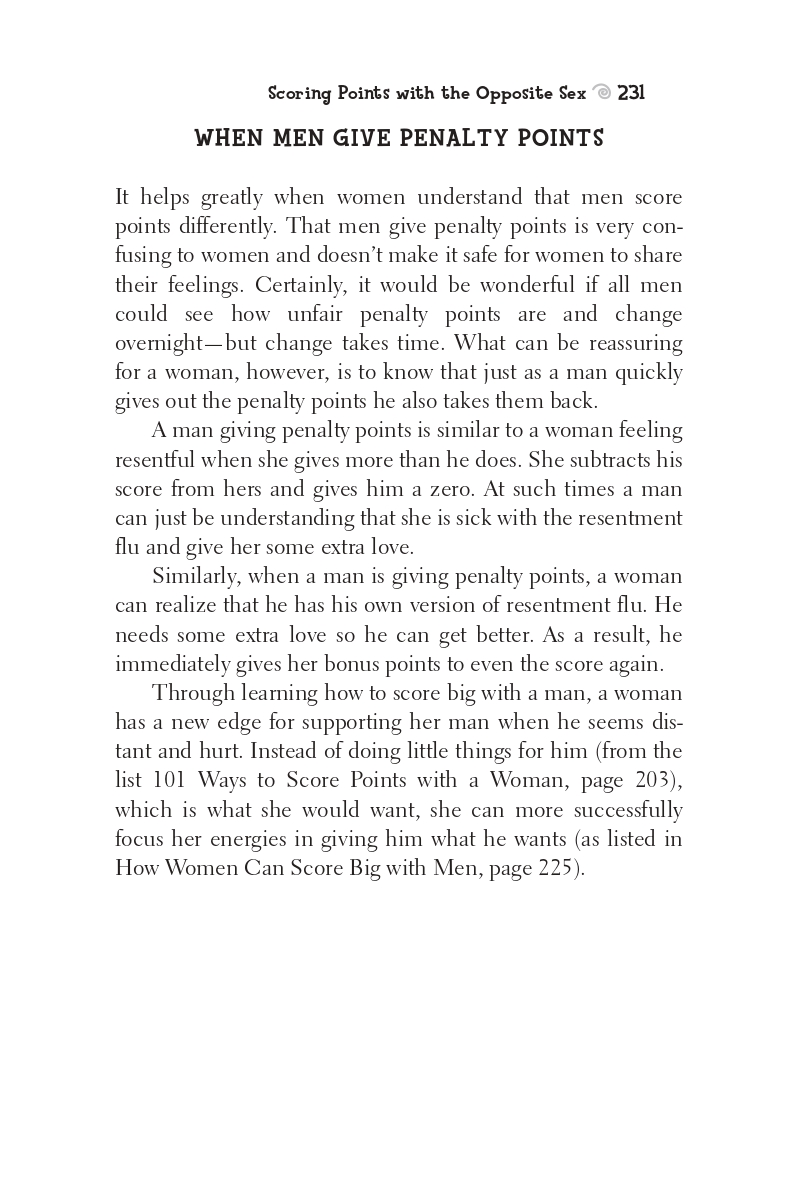 Scoring Points with the Opposite Sex 231
WHEN MEN GIVE PENALTY POINTS
It helps greatly when women understand that men score
points differently. That men give penalty points is very con-
fusing to women and doesn’t make it safe for women to share
their feelings. Certainly, it would be wonderful if all men
could see how unfair penalty points are and change
overnight—but change takes time. What can be reassuring
for a woman, however, is to know that just as a man quickly
gives out the penalty points he also takes them back.
A man giving penalty points is similar to a woman feeling
resentful when she gives more than he does. She subtracts his
score from hers and gives him a zero. At such times a man
can just be understanding that she is sick with the resentment
flu and give her some extra love.
Similarly, when a man is giving penalty points, a woman
can realize that he has his own version of resentment flu. He
needs some extra love so he can get better. As a result, he
immediately gives her bonus points to even the score again.
Through learning how to score big with a man, a woman
has a new edge for supporting her man when he seems dis-
tant and hurt. Instead of doing little things for him (from the
list 101 Ways to Score Points with a Woman, page 203),
which is what she would want, she can more successfully
focus her energies in giving him what he wants (as listed in
How Women Can Score Big with Men, page 225).